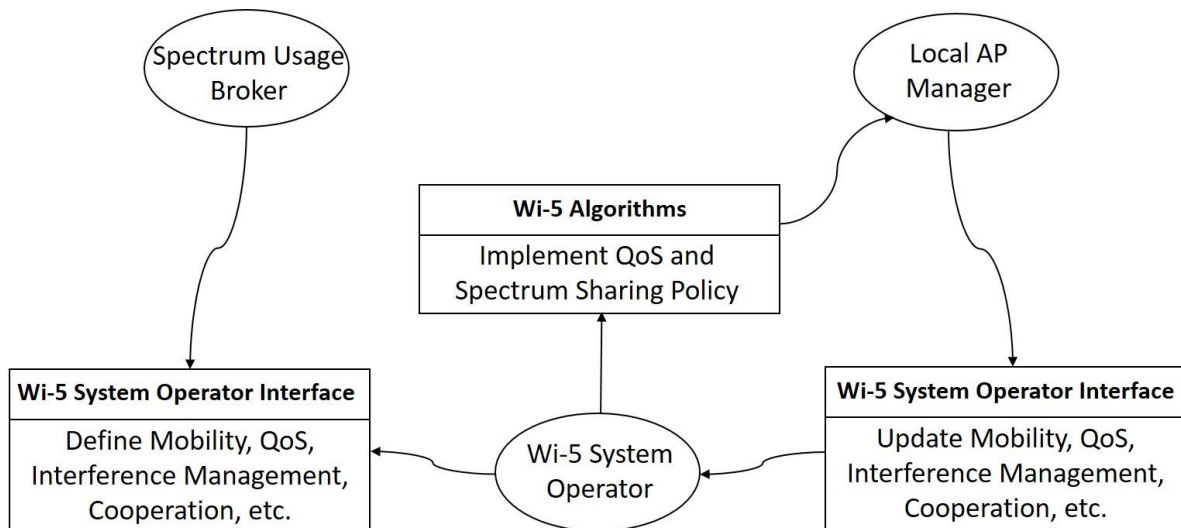 Spectrum Usage
Broker
Local AP
Manager
Wi-5 Algorithms
Implement QoS and
Spectrum Sharing Policy
Wi-5 System Operator Interface
Define Mobility, QoS,
Interference Management,
Cooperation, etc.
Wi-5 System
Operator
Wi-5 System Operator Interface
Update Mobility, QoS,
Interference Management,
Cooperation, etc.